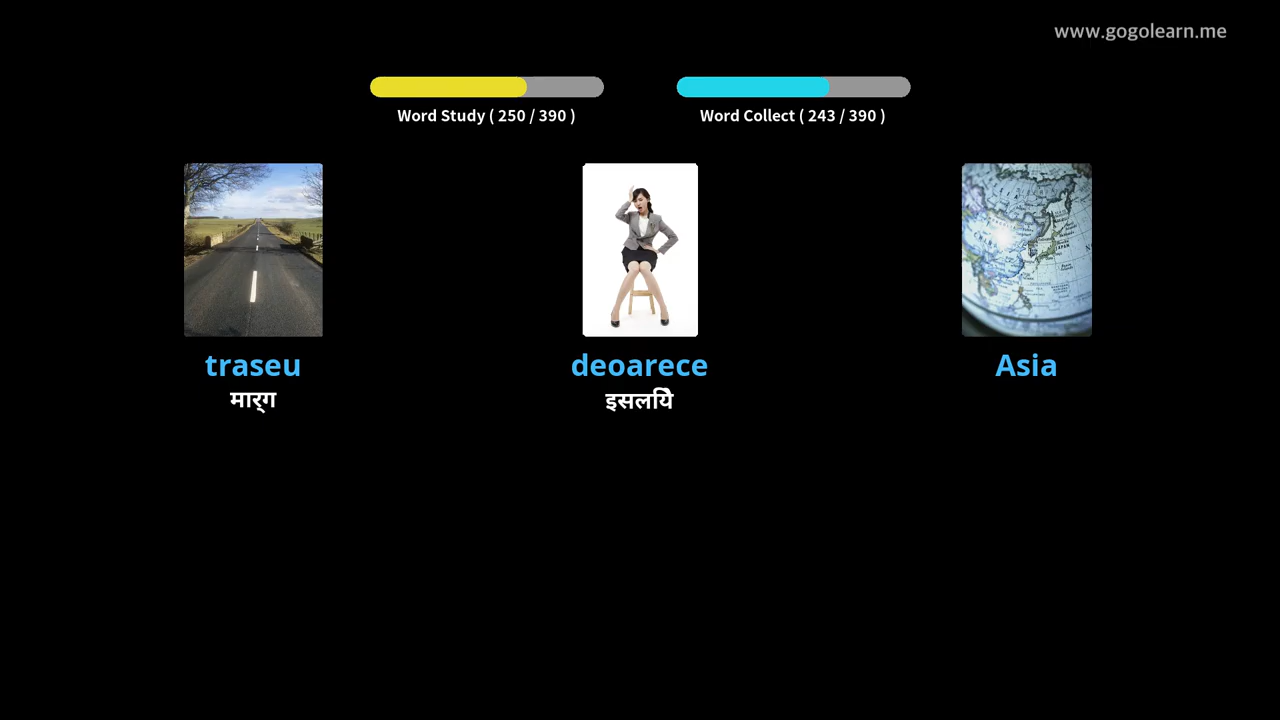 www.gogolearn.me
Word Study ( 250 / 390 )
Word Collect ( 243 / 390 )
traseu
deoarece
Asia
मार्ग
इसलिये